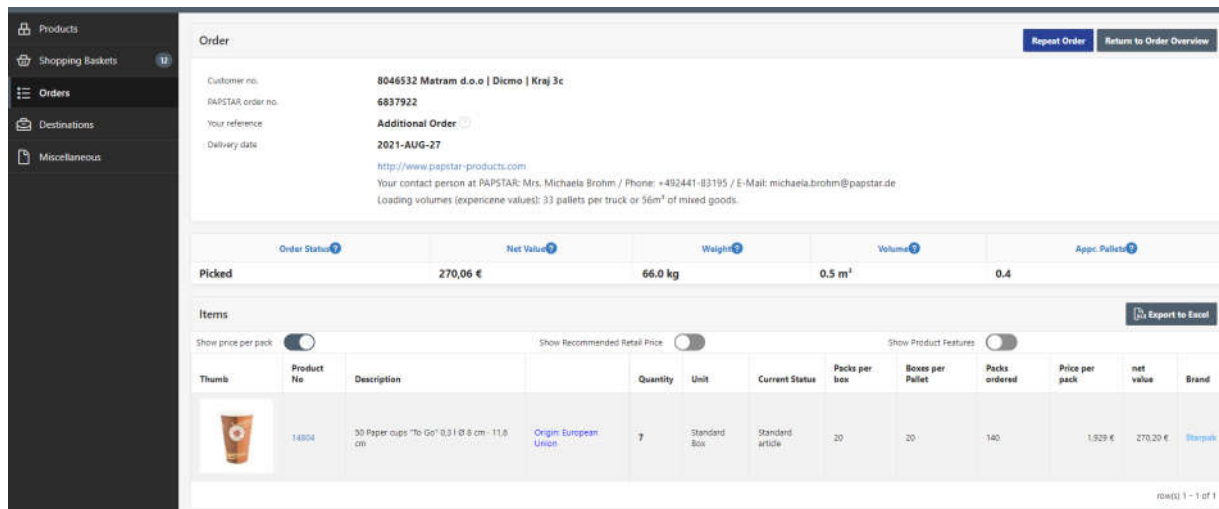 Products
Shopping Baskets 12
Orders
Destinations
Miscellaneous
Order
Repeat Order Return to Order Overview
Customer no. 8046532 Matram d.o.o | Dicmo | Kraj 3c
PAPSTAR order no. 6837922
Your reference Additional Order
Delivery date 2021-AUG-27
http://www.papstar-products.com
Your contact person at PAPSTAR: Mrs. Michaela Brohm / Phone: +492441-83195 / E-Mail: michaela.brohm@papstar.de
Loading volumes (expericene values): 33 pallets per truck or 56m³ of mixed goods.
Order Status? Net Value? Weight? Volume? Appr. Pallets?
Picked 270,06 € 66.0 kg 0.5 m³ 0.4
Items
Export to Excel
Show price per pack Show Recommended Retail Price Show Product Features
Thumb Product No Description Quantity Unit Current Status Packs per box Boxes per Pallet Packs ordered Price per pack net value Brand
14804 50 Paper cups "To Go" 0,3 l Ø 8 cm · 11,8 cm Origin: European Union 7 Standard Box Standard article 20 20 140 1,929 € 270,20 € Starpak
row(s) 1 - 1 of 1